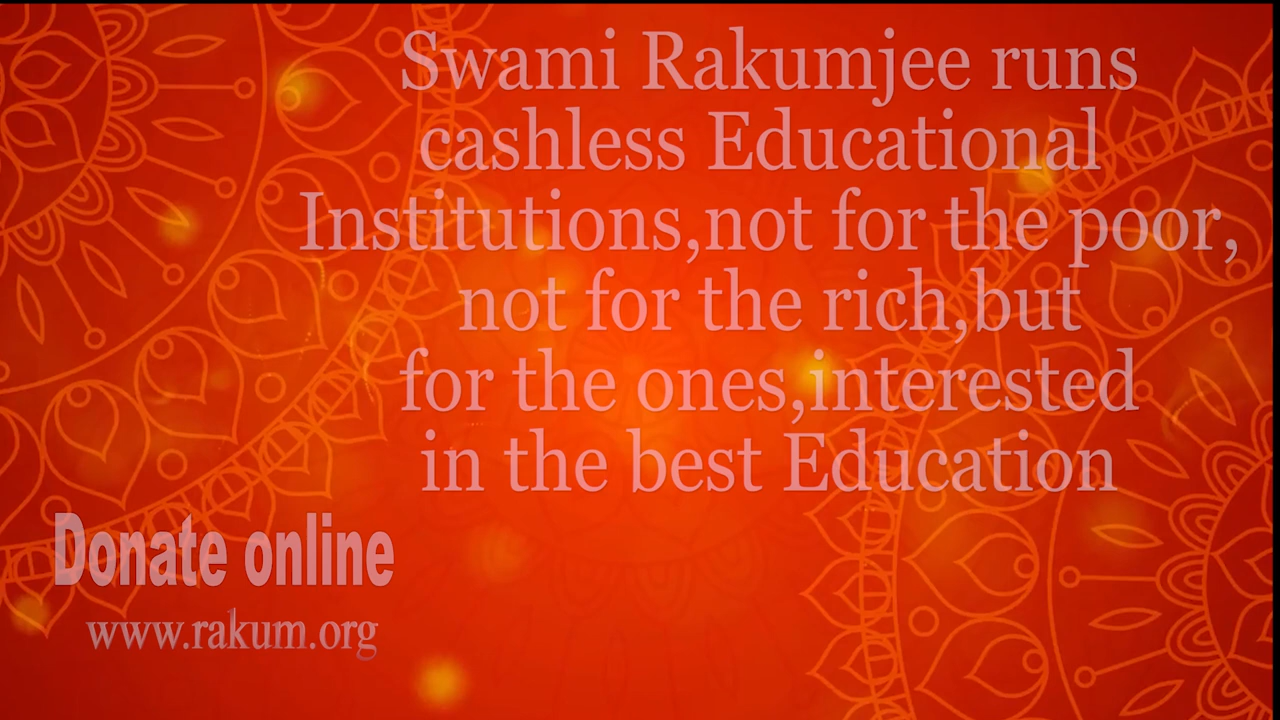 Swami Rakumjee runs
cashless Educational
Institutions,not for the poor,
not for the rich,but
for the ones,interested
in the best Education
Donate online
www.rakum.org